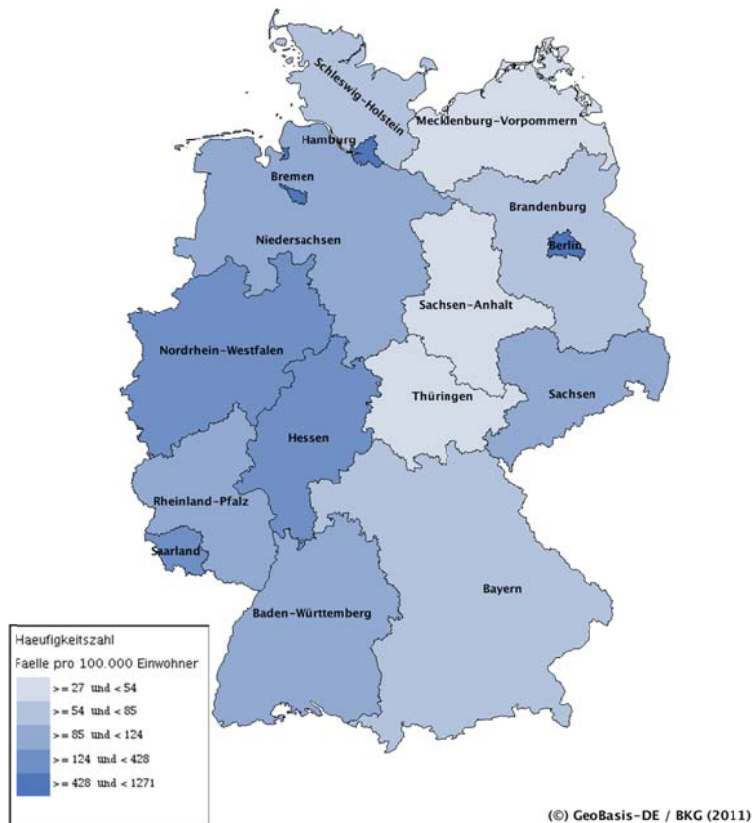 Schleswig-Holstein
Mecklenburg-Vorpommern
Hamburg
Bremen
Brandenburg
Berlin
Niedersachsen
Sachsen-Anhalt
Nordrhein-Westfalen
Thüringen
Sachsen
Hessen
Rheinland-Pfalz
Saarland
Bayern
Baden-Württemberg
Haeufigkeitszahl
Faelle pro 100.000 Einwohner
>= 27 und < 54
>= 54 und < 85
>= 85 und < 124
>= 124 und < 428
>= 428 und < 1271
(©) GeoBasis-DE / BKG (2011)